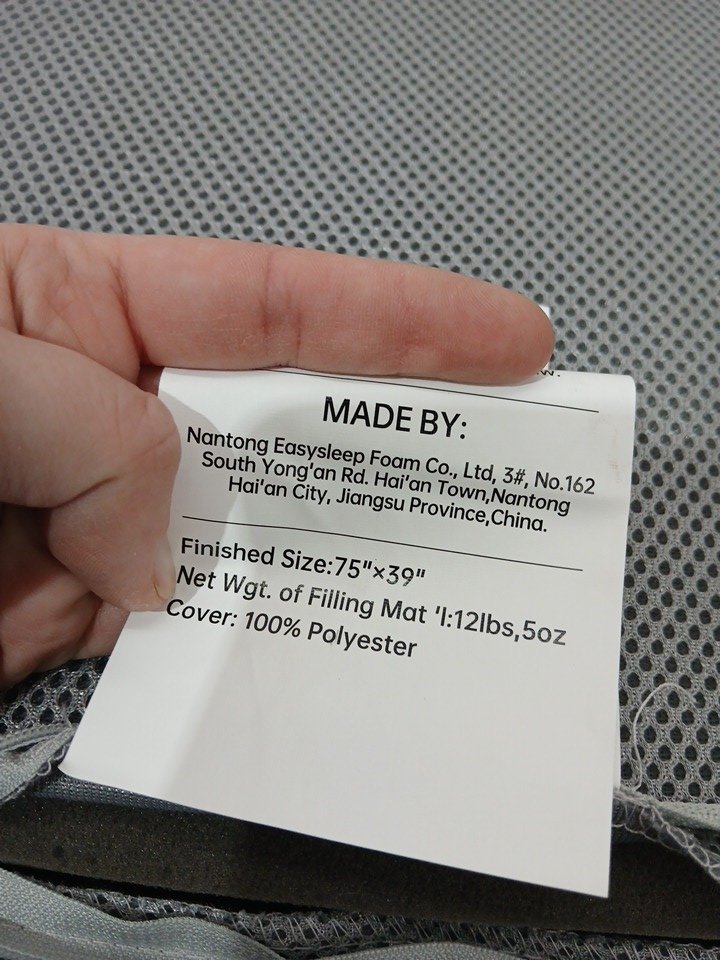 MADE BY:
Nantong Easysleep Foam Co., Ltd, 3#, No.162
South Yong'an Rd. Hai'an Town,Nantong
Hai'an City, Jiangsu Province,China.
Finished Size:75"×39"
Net Wgt. of Filling Mat 'l:12lbs,5oz
Cover: 100% Polyester